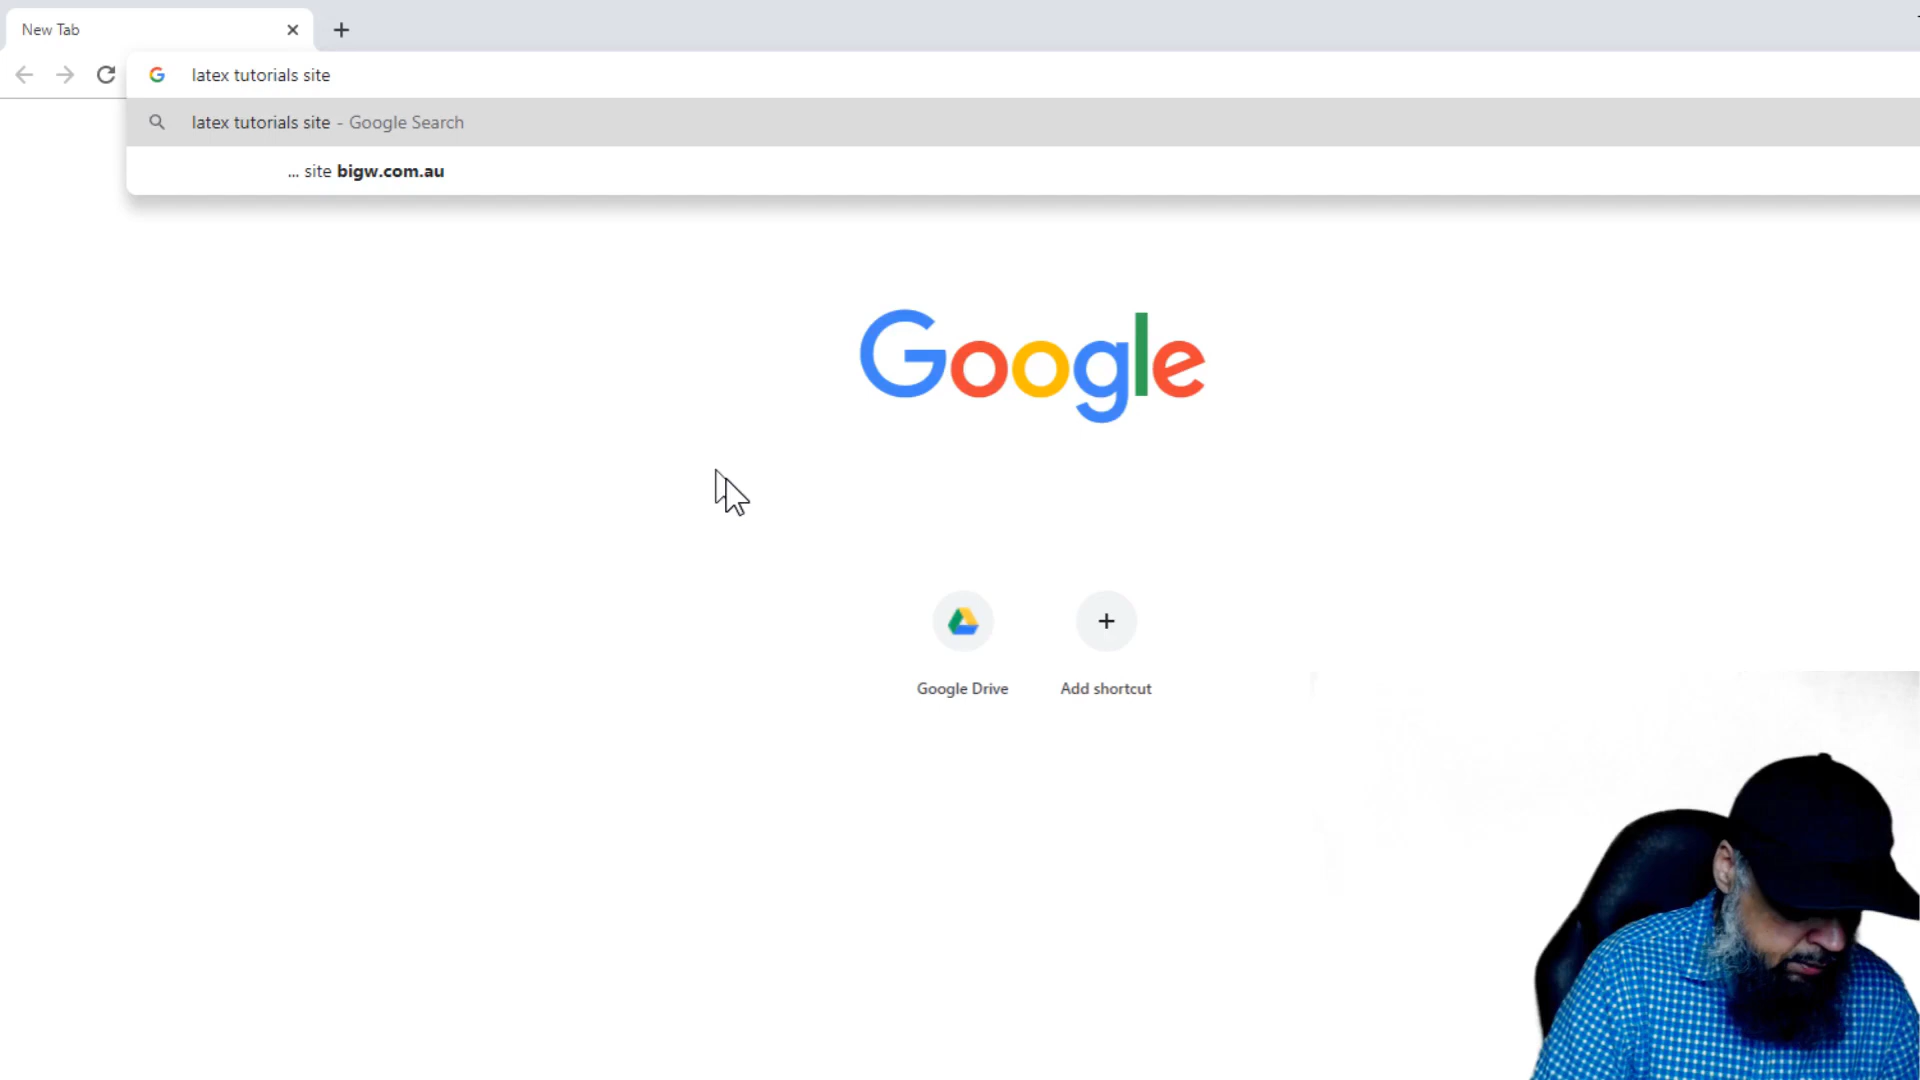 New Tab
latex tutorials site
latex tutorials site - Google Search
... site bigw.com.au
Google
Google Drive
Add shortcut